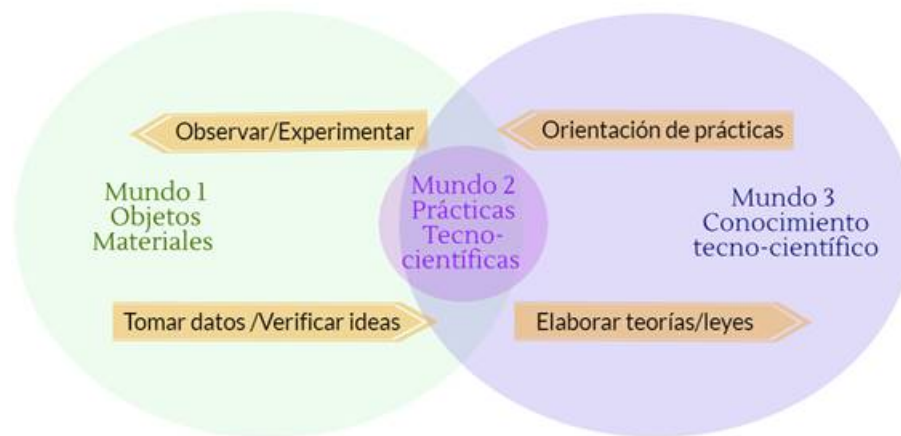 Observar/Experimentar
Orientación de prácticas
Mundo 1
Objetos
Materiales
Mundo 2
Prácticas
Tecno-
científicas
Mundo 3
Conocimiento
tecno-científico
Tomar datos /Verificar ideas
Elaborar teorías/leyes